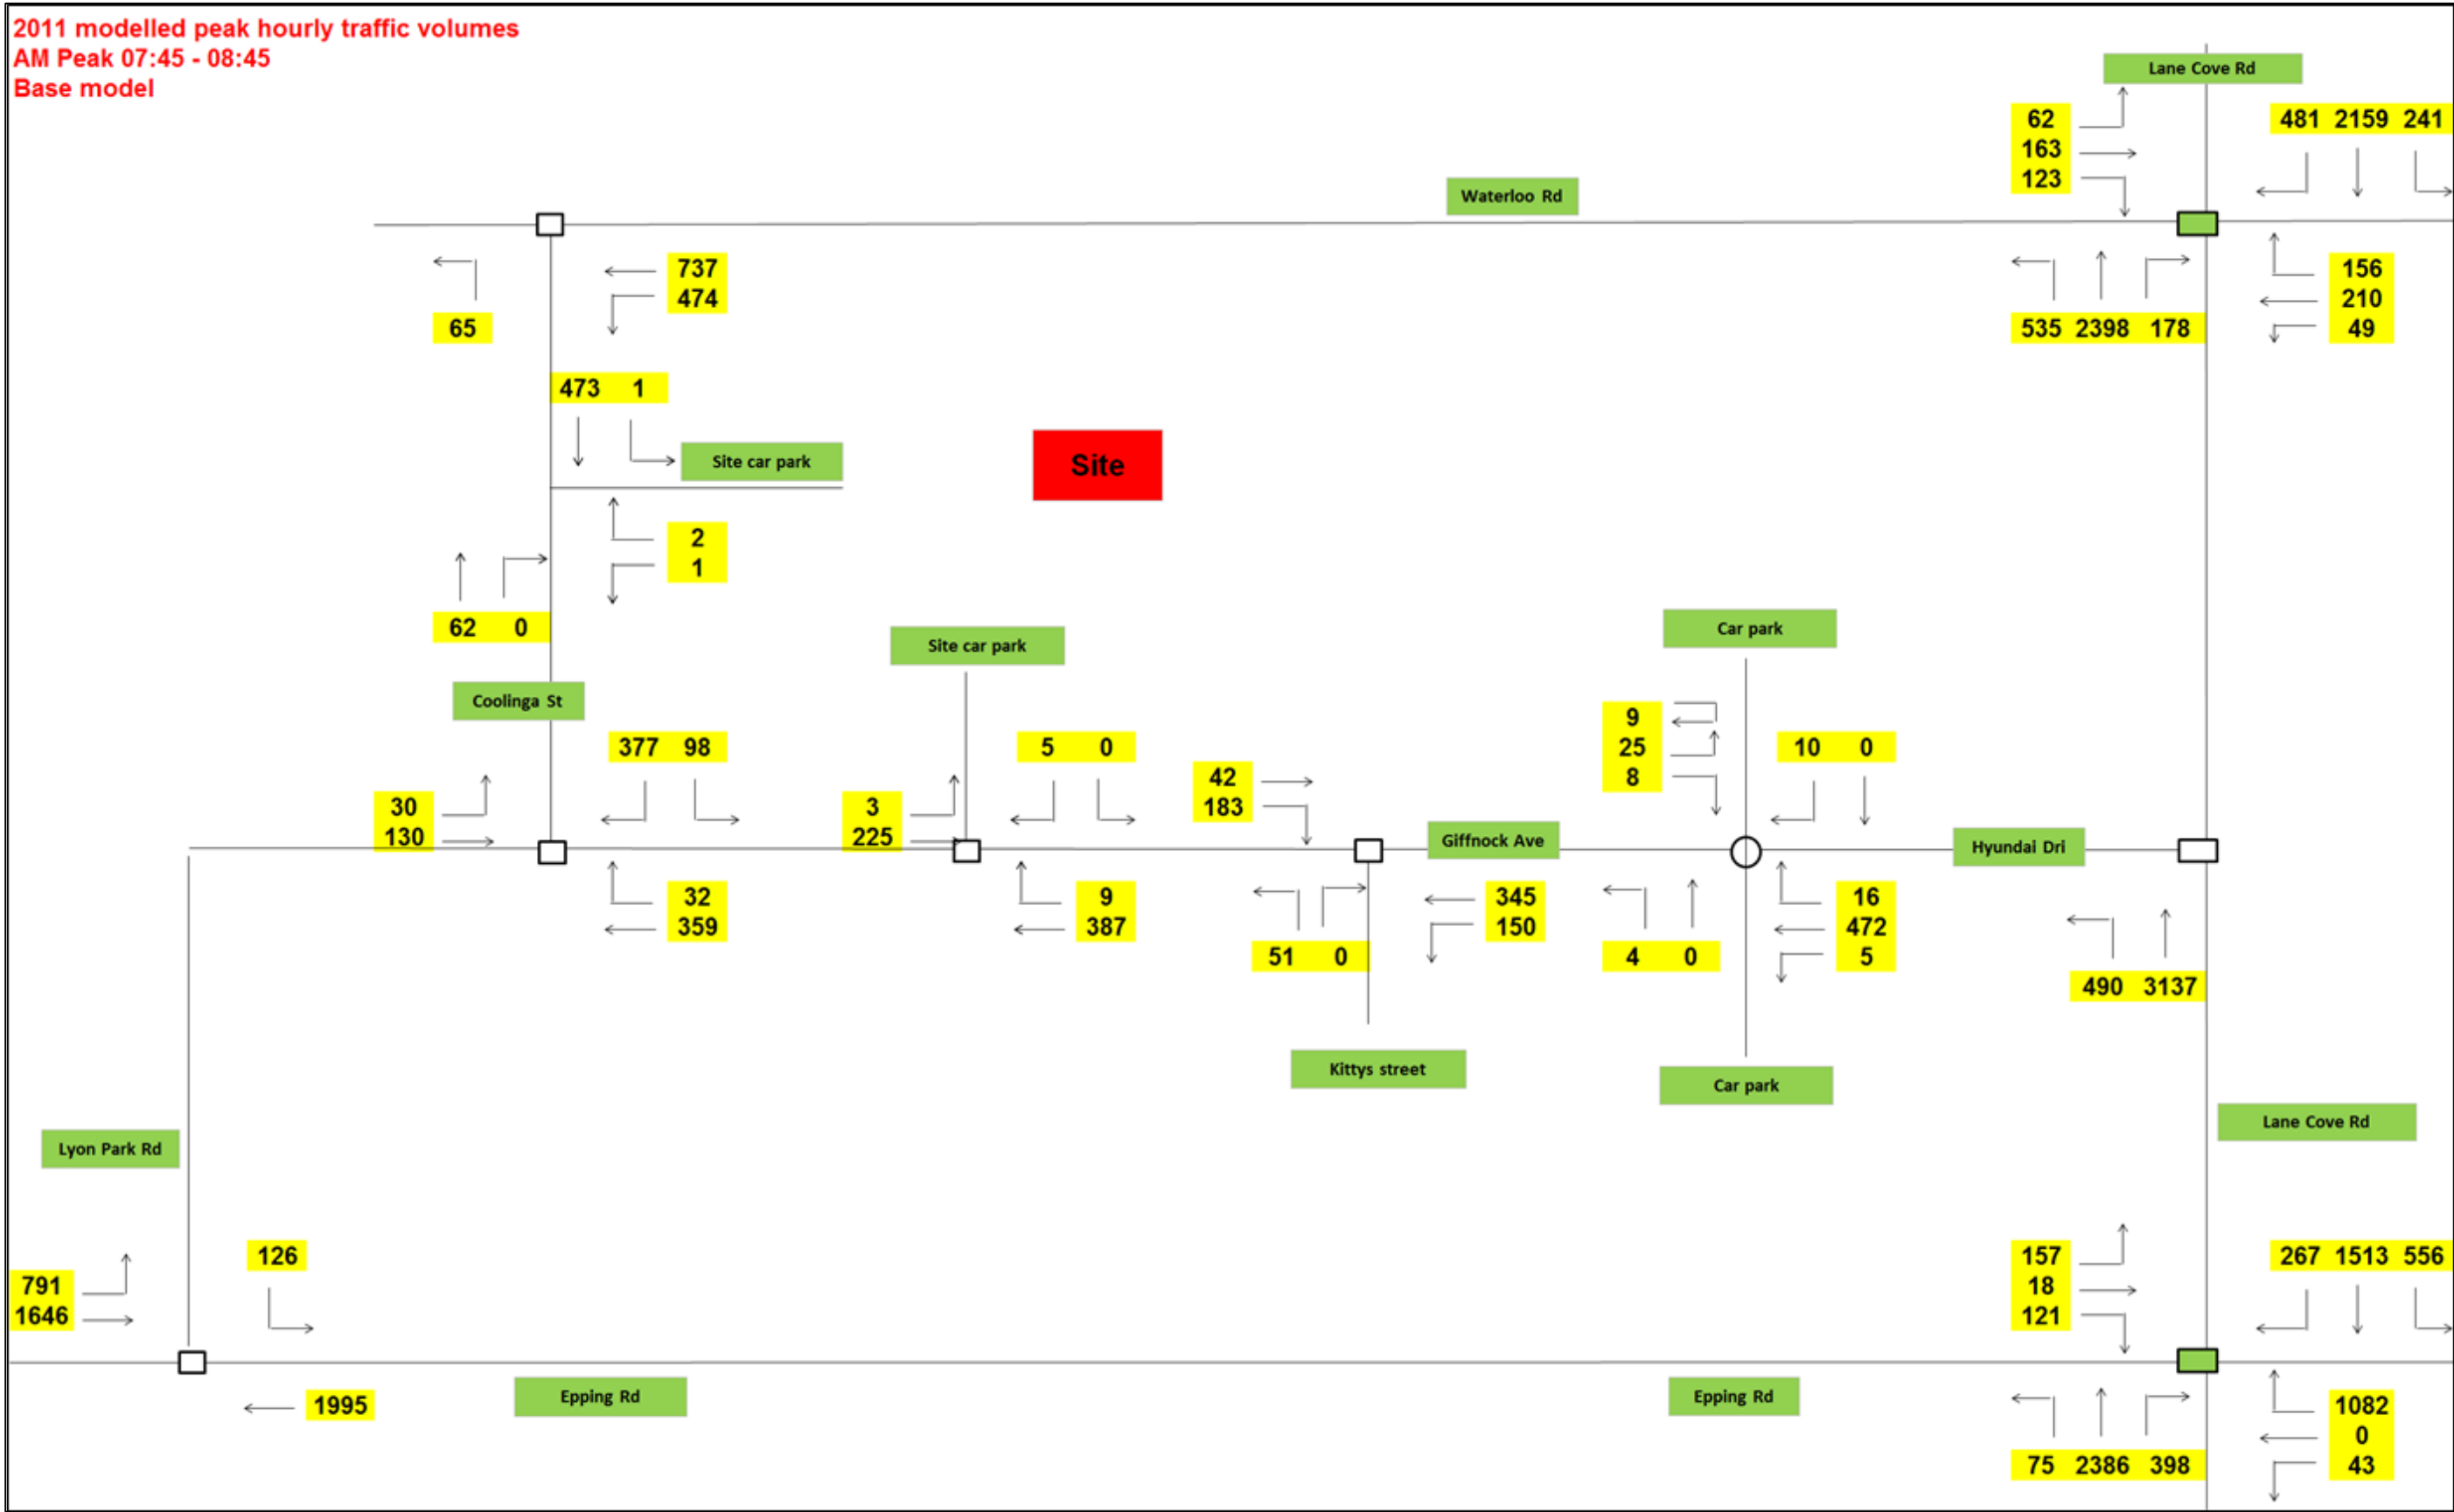 2011 modelled peak hourly traffic volumes
AM Peak 07:45 - 08:45
Base model
Lane Cove Rd
62
163
123
481 2159 241
Waterloo Rd
737
474
65
535 2398 178
156
210
49
473 1
Site car park
Site
2
1
62 0
Site car park
Car park
Coolinga St
377 98
30
130
3
225
5 0
42
183
9
25
8
10 0
Giffnock Ave
Hyundai Dri
32
359
9
387
51 0
345
150
4 0
16
472
5
490 3137
Kittys street
Car park
Lyon Park Rd
Lane Cove Rd
791
1646
126
157
18
121
267 1513 556
1995
Epping Rd
Epping Rd
75 2386 398
1082
0
43